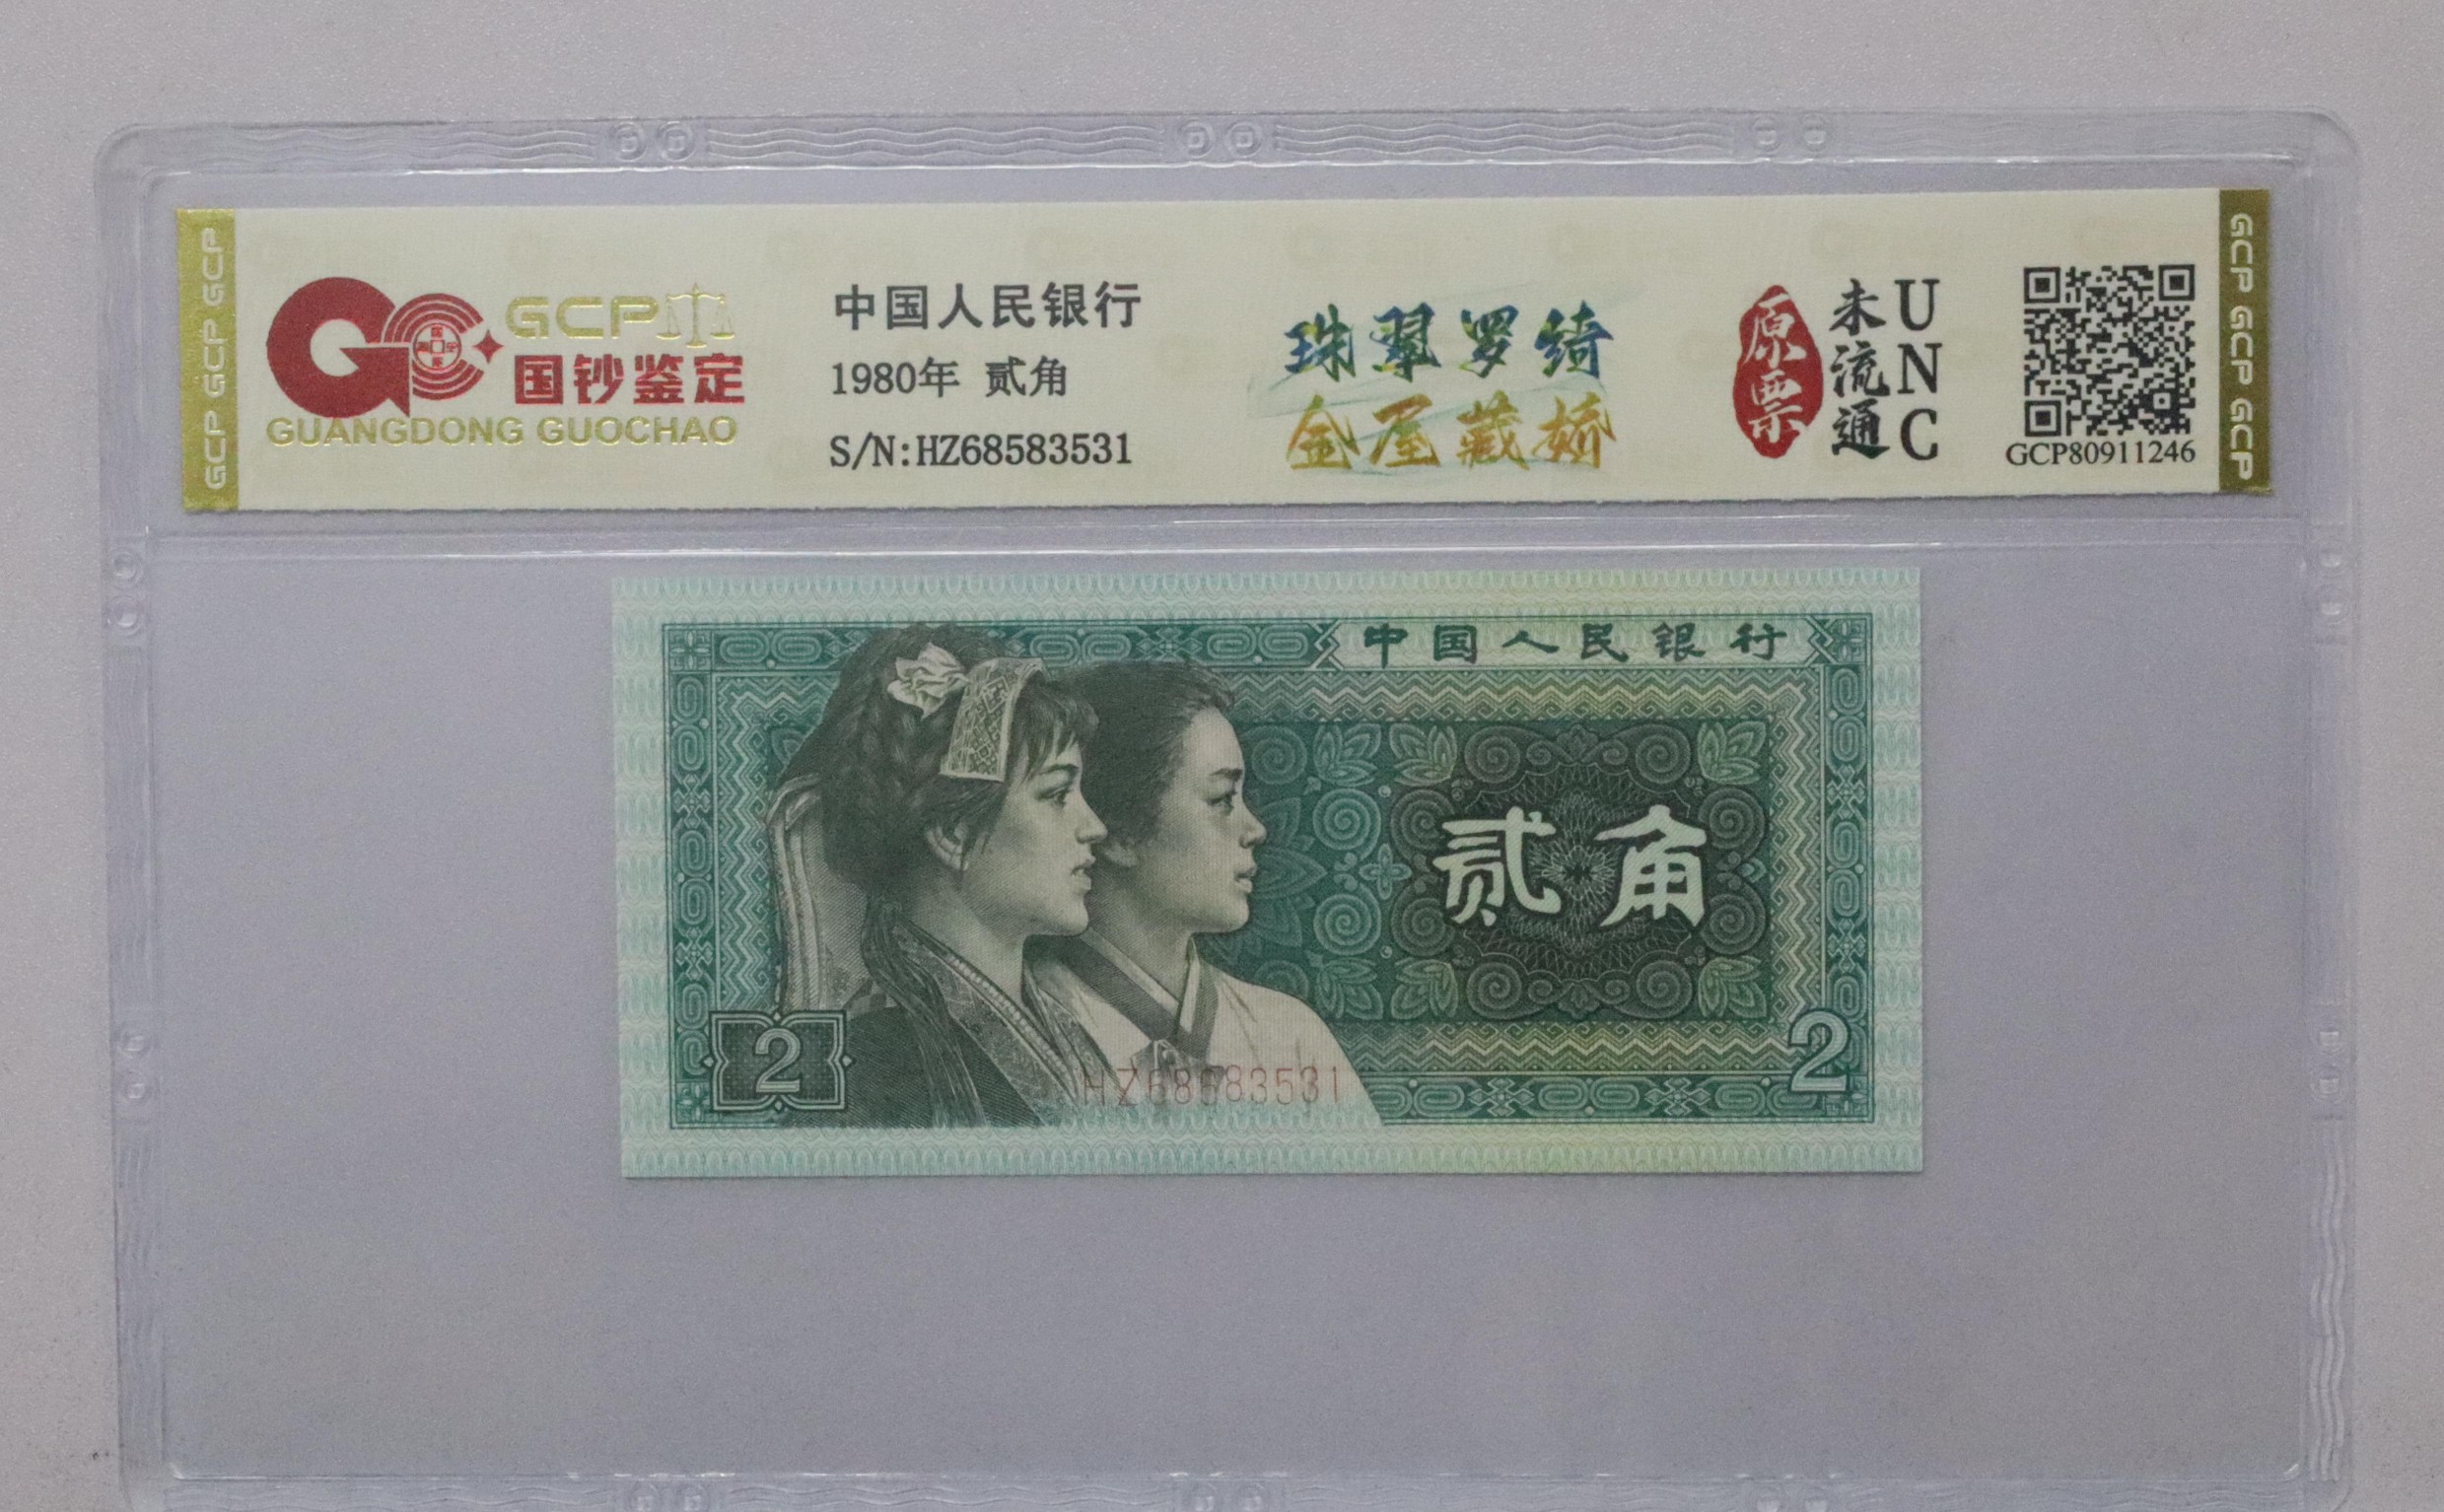 GCP GCP GCP
GCP
国钞鉴定
GUANGDONG GUOCHAO
中国人民银行
1980年 贰角
S/N:HZ68583531
珠翠罗绮
金屋藏娇
原票
未流通
UNC
GCP80911246
GCP GCP GCP
中国人民银行
贰角
2
2
HZ68583531